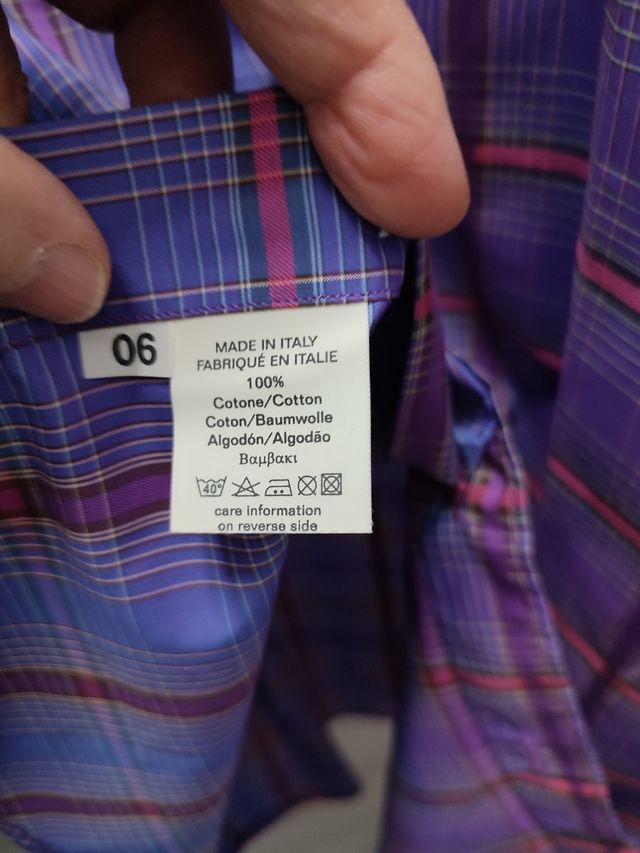 06
MADE IN ITALY
FABRIQUÉ EN ITALIE
100%
Cotone/Cotton
Coton/Baumwolle
Algodón/Algodão
Βαμβακι
40°
care information
on reverse side